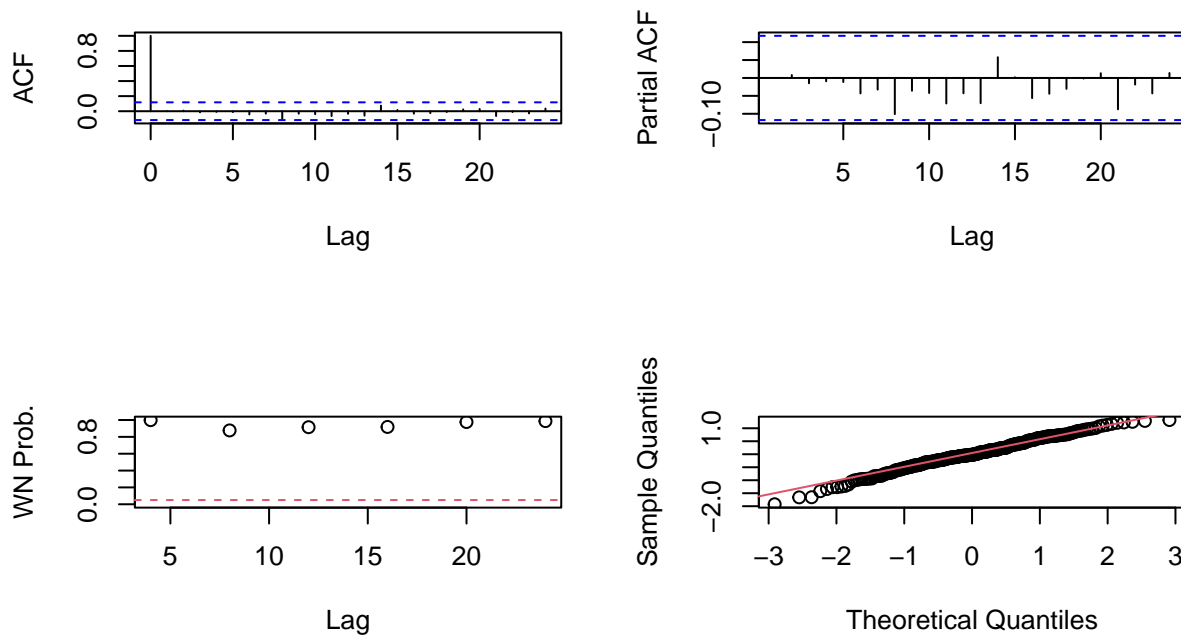 ACF
0.8
0.0
0 5 10 15 20
Lag
Partial ACF
−0.10
5 10 15 20
Lag
WN Prob.
0.8
0.0
5 10 15 20
Lag
Sample Quantiles
1.0
−2.0
−3 −2 −1 0 1 2 3
Theoretical Quantiles